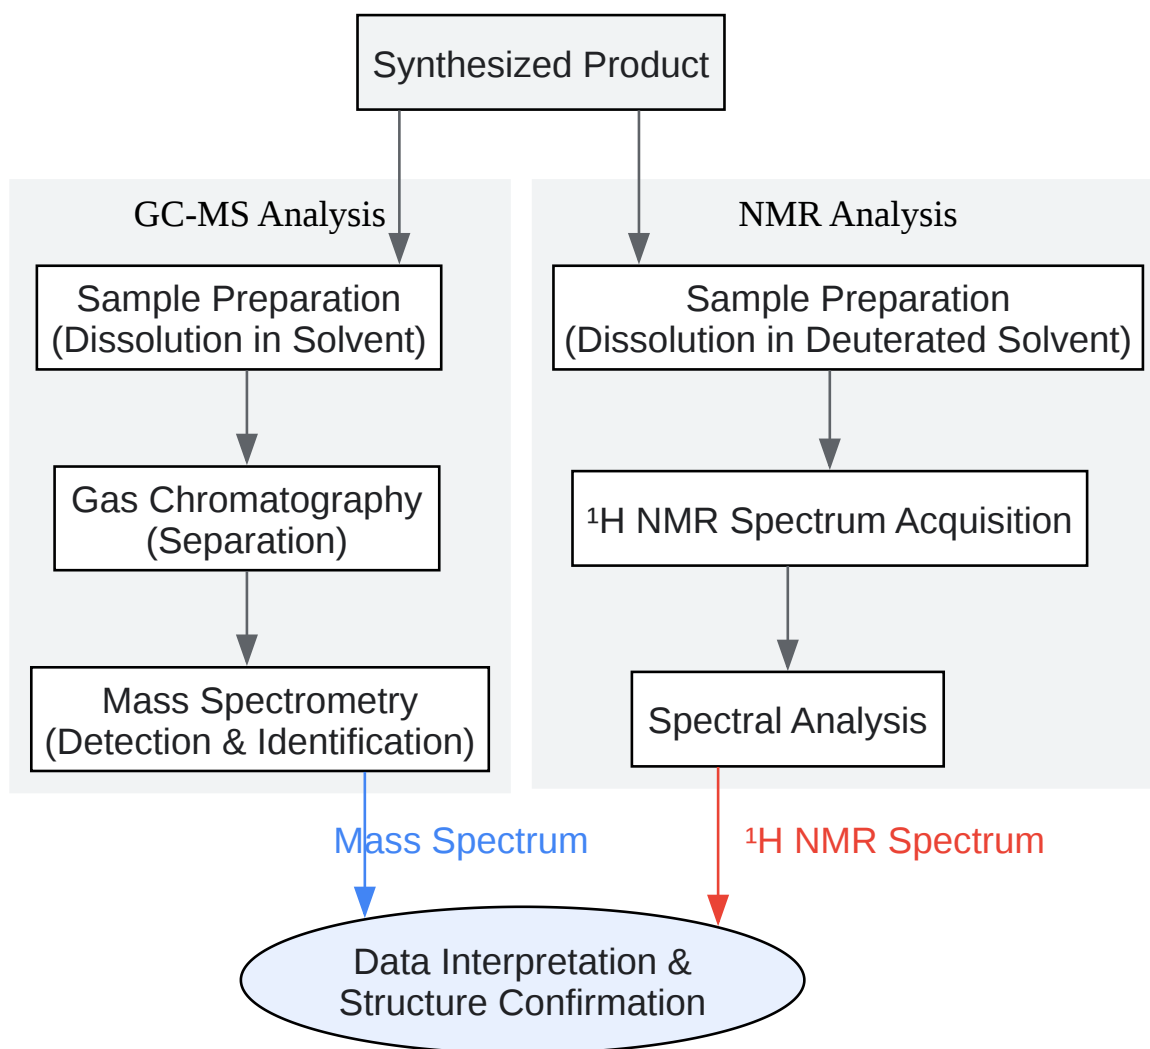 Synthesized Product
GC-MS Analysis
Sample Preparation
(Dissolution in Solvent)
Gas Chromatography
(Separation)
Mass Spectrometry
(Detection & Identification)
Mass Spectrum
NMR Analysis
Sample Preparation
(Dissolution in Deuterated Solvent)
¹H NMR Spectrum Acquisition
Spectral Analysis
¹H NMR Spectrum
Data Interpretation &
Structure Confirmation